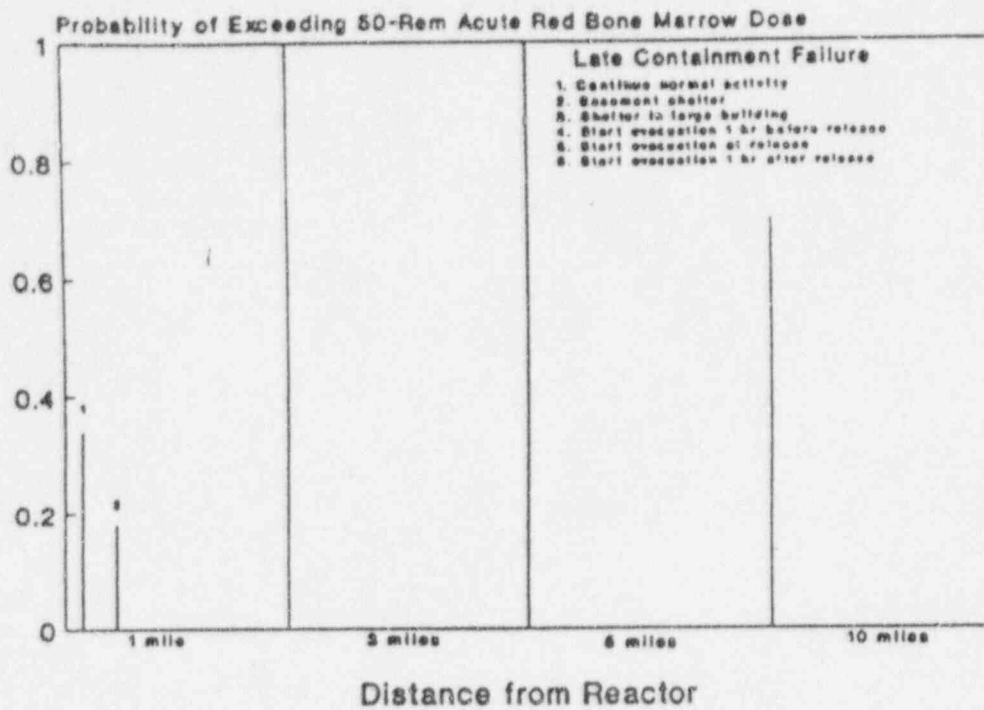 Probability of Exceeding 50-Rem Acute Red Bone Marrow Dose
1
Late Containment Failure
1. Continue normal activity
2. Basement shelter
3. Shelter in large building
4. Start evacuation 1 hr before release
5. Start evacuation at release
6. Start evacuation 1 hr after release
0.8
0.6
0.4
0.2
0
1
2
1 mile
3 miles
5 miles
10 miles
Distance from Reactor